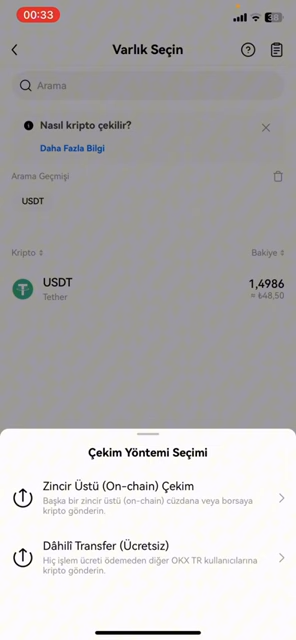 00:33
Varlık Seçin
Arama
Nasıl kripto çekilir?
Daha Fazla Bilgi
Arama Geçmişi
USDT
Kripto
Bakiye
USDT
1,4986
Tether
≈ ₺48,50
Çekim Yöntemi Seçimi
Zincir Üstü (On-chain) Çekim
Başka bir zincir üstü (on-chain) cüzdana veya borsaya
kripto gönderin.
Dâhilî Transfer (Ücretsiz)
Hiç işlem ücreti ödemeden diğer OKX TR kullanıcılarına
kripto gönderin.